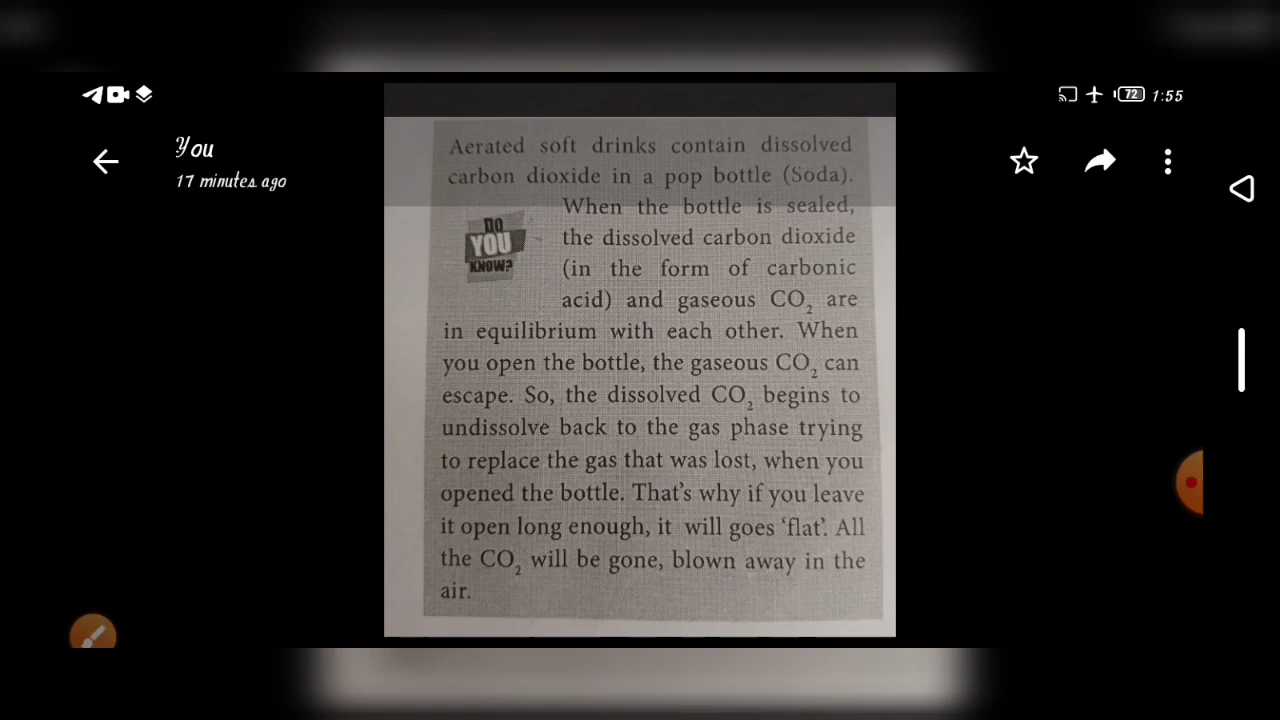 72 1:55
You
17 minutes ago
Aerated soft drinks contain dissolved
carbon dioxide in a pop bottle (Soda).
When the bottle is sealed,
DO
YOU
KNOW?
the dissolved carbon dioxide
(in the form of carbonic
acid) and gaseous CO₂ are
in equilibrium with each other. When
you open the bottle, the gaseous CO₂ can
escape. So, the dissolved CO₂ begins to
undissolve back to the gas phase trying
to replace the gas that was lost, when you
opened the bottle. That's why if you leave
it open long enough, it will goes 'flat'. All
the CO₂ will be gone, blown away in the
air.